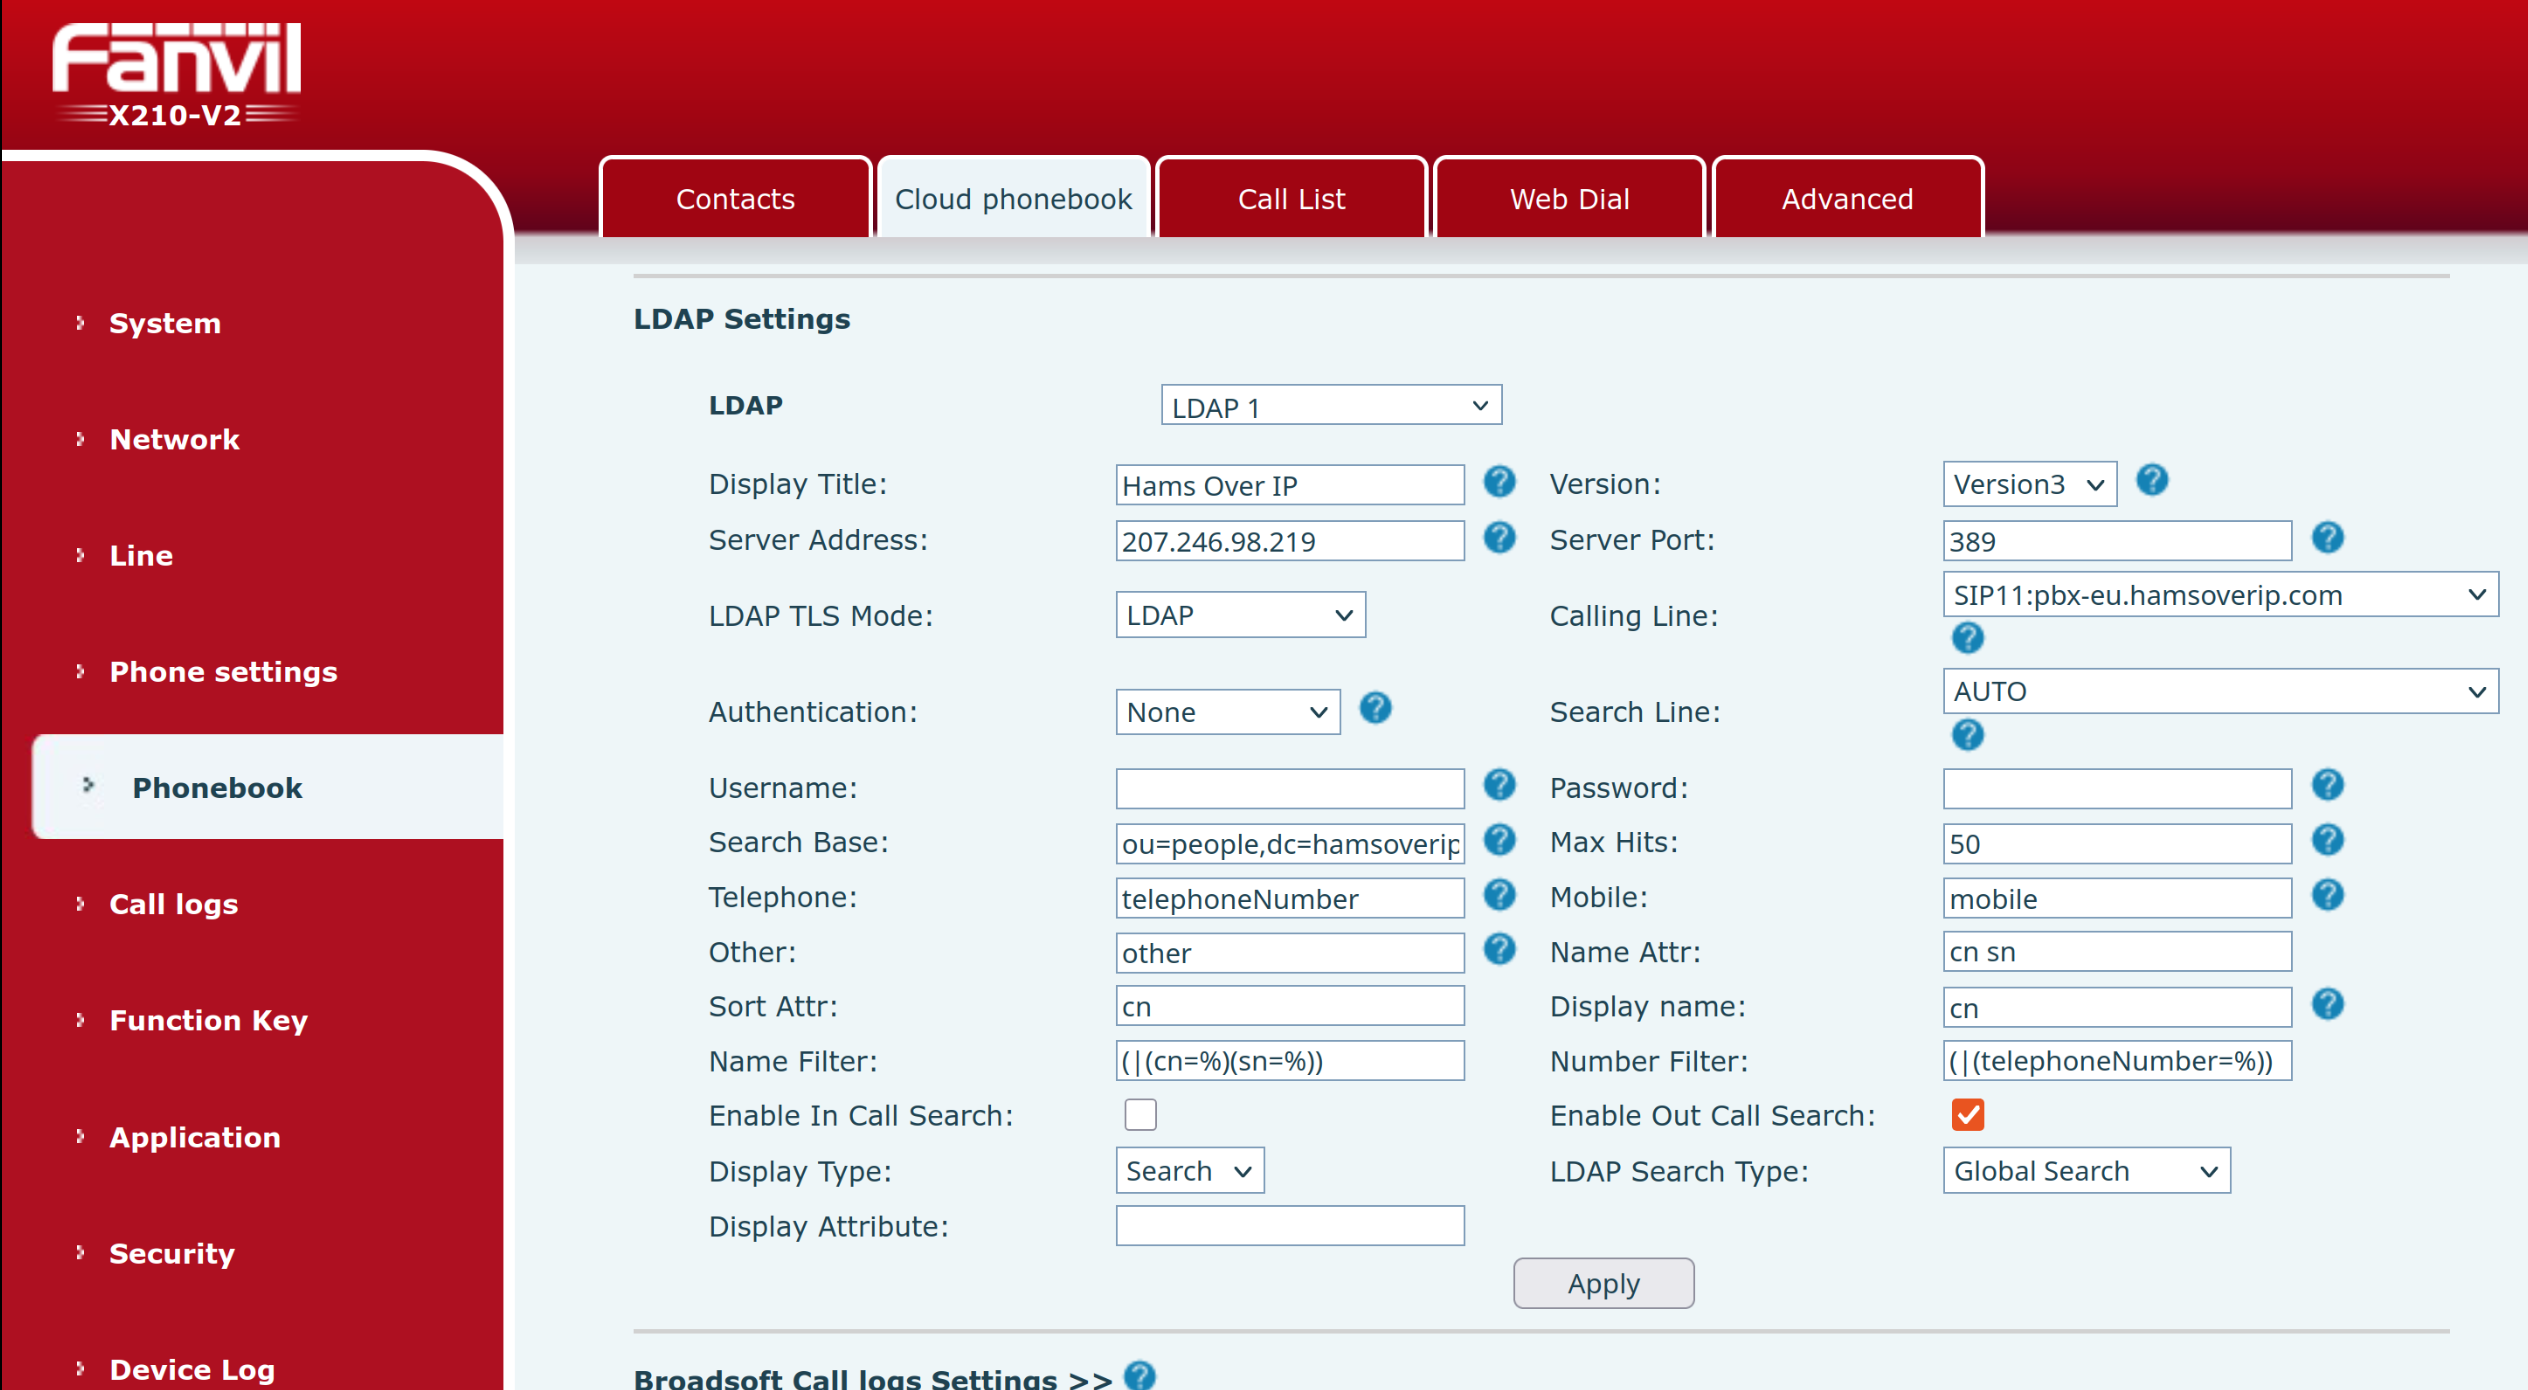 Fanvil
X210-V2
Contacts
Cloud phonebook
Call List
Web Dial
Advanced
System
Network
Line
Phone settings
Phonebook
Call logs
Function Key
Application
Security
Device Log
LDAP Settings
LDAP LDAP 1
Display Title: Hams Over IP ? Version: Version3 ?
Server Address: 207.246.98.219 ? Server Port: 389 ?
LDAP TLS Mode: LDAP Calling Line: SIP11:pbx-eu.hamsoverip.com ?
Authentication: None ? Search Line: AUTO ?
Username: ? Password: ?
Search Base: ou=people,dc=hamsoverip ? Max Hits: 50 ?
Telephone: telephoneNumber ? Mobile: mobile ?
Other: other ? Name Attr: cn sn
Sort Attr: cn Display name: cn ?
Name Filter: (|(cn=%)(sn=%)) Number Filter: (|(telephoneNumber=%))
Enable In Call Search: Enable Out Call Search:
Display Type: Search LDAP Search Type: Global Search
Display Attribute:
Apply
Broadsoft Call logs Settings >> ?